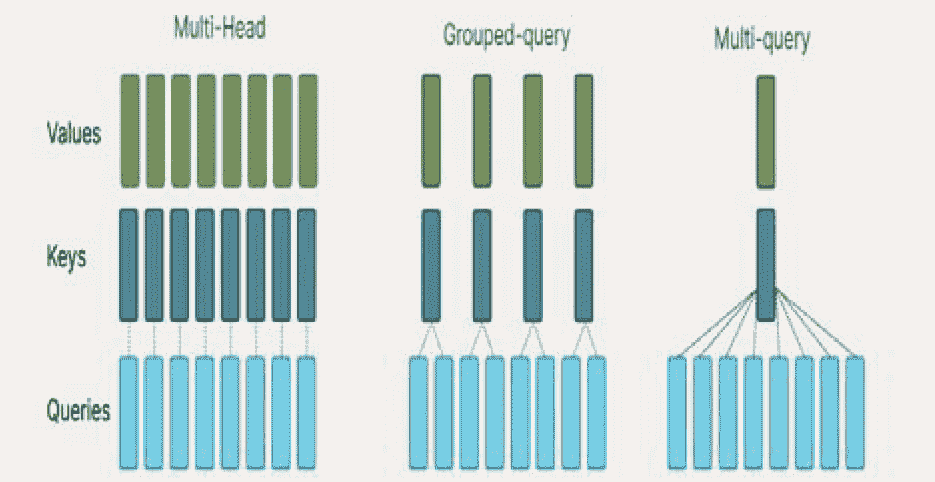 Multi-Head
Grouped-query
Multi-query
Values
Keys
Queries